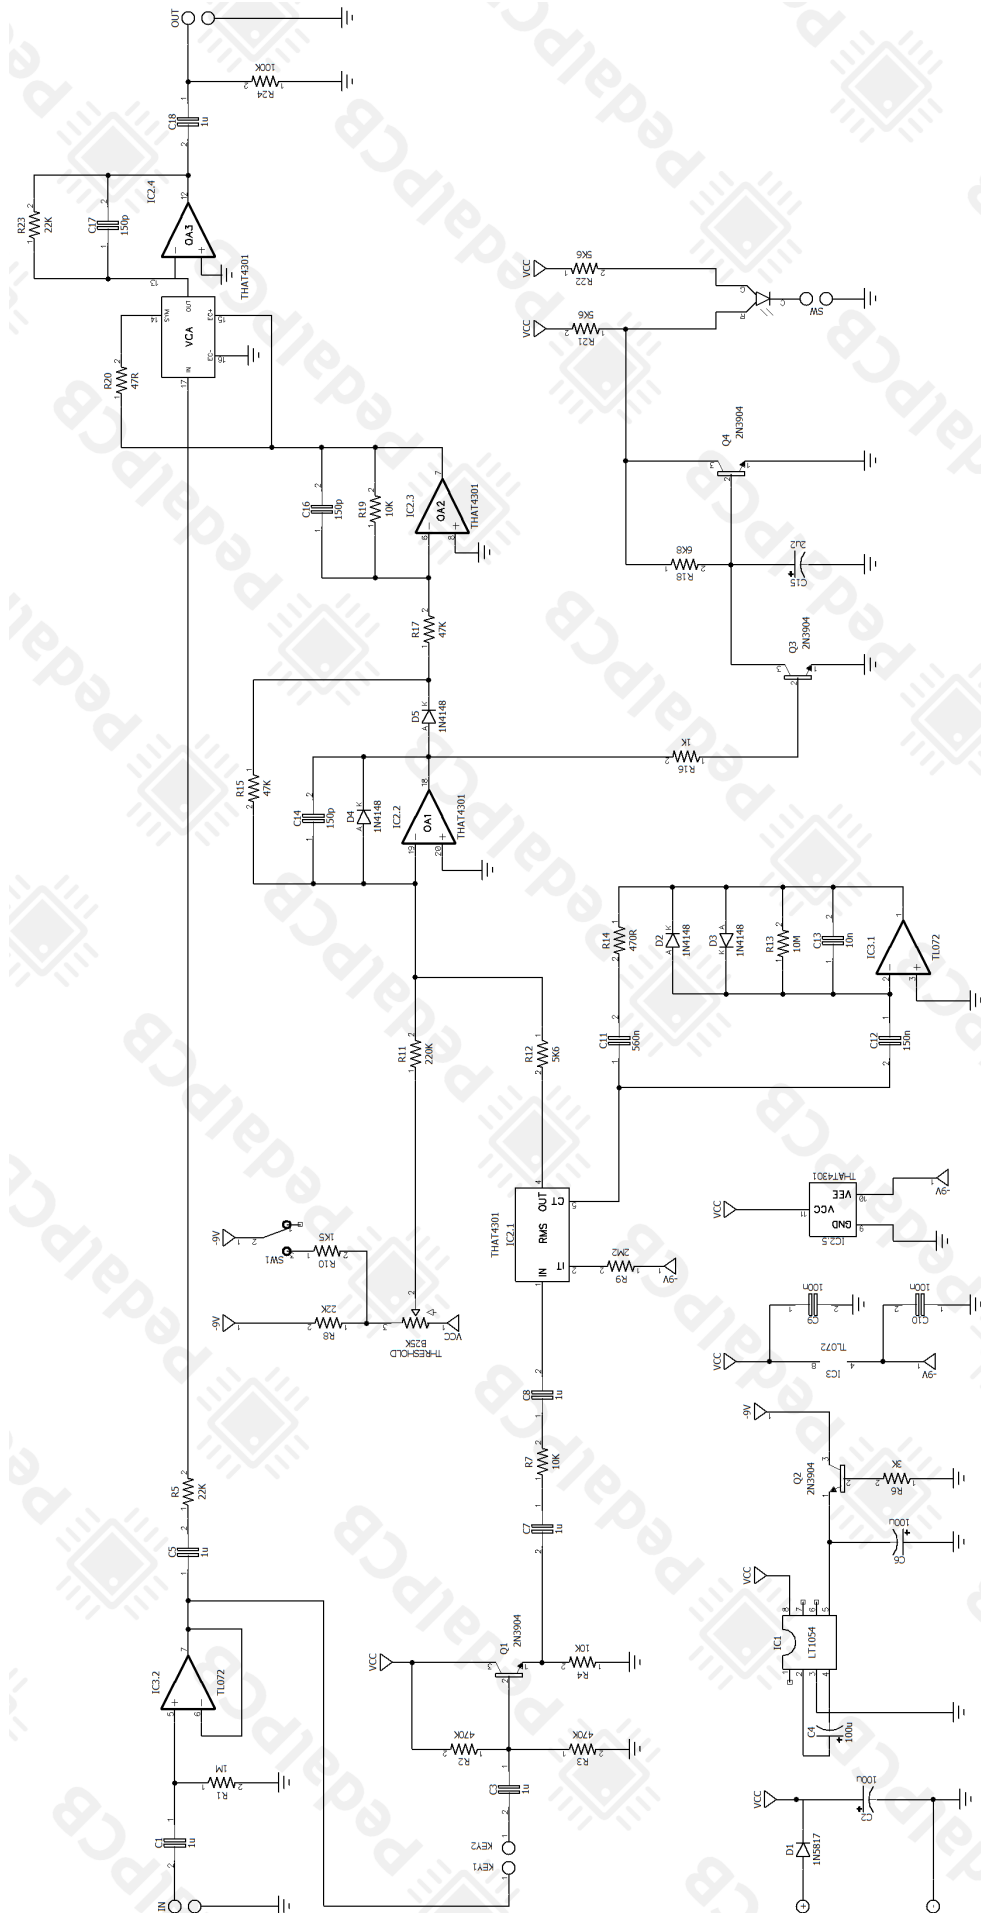 OUT
R24
100K
C18
1u
R23
22K
C17
150p
IC2.4
OA3
THAT4301
VCA
IN
OUT
SYM
EC+
EC-
R20
47R
VCC
VCC
R22
5K6
R21
5K6
R
G
C
SW
C16
150p
R19
10K
IC2.3
OA2
THAT4301
Q4
2N3904
R18
6K8
C15
2u2
R17
47K
Q3
2N3904
D5
1N4148
R15
47K
C14
150p
D4
1N4148
IC2.2
OA1
THAT4301
R16
1K
R14
470R
D2
1N4148
D3
1N4148
R13
10M
C13
10n
IC3.1
TL072
R11
220K
R12
5K6
C11
560n
C12
150n
THAT4301
IC2.1
RMS
IN
OUT
CT
IT
R9
2M2
-9V
-9V
SW1
R10
1K5
-9V
R8
22K
THRESHOLD
B25K
VCC
VCC
THAT4301
IC2.5
VCC
VEE
GND
-9V
VCC
C9
100n
C10
100n
TL072
IC3
-9V
C8
1u
R7
10K
C7
1u
R5
22K
C5
1u
-9V
Q2
2N3904
R6
3K
C6
100u
VCC
IC1
LT1054
C4
100u
IC3.2
TL072
R1
1M
C1
1u
IN
VCC
Q1
2N3904
R2
470K
R3
470K
R4
10K
C3
1u
KEY2
KEY1
VCC
C2
100u
D1
1N5817
+
-
PedalPCB